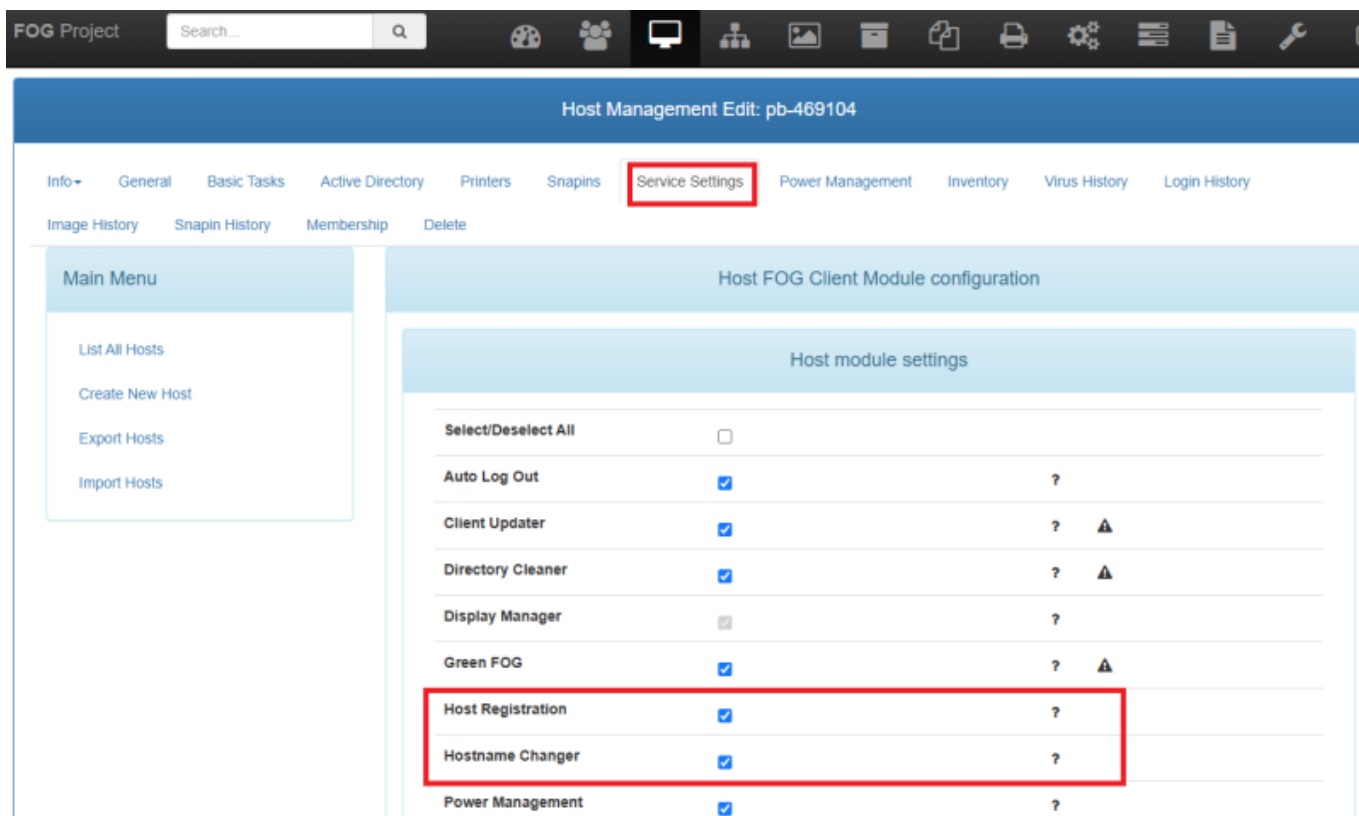 FOG Project Search...
Host Management Edit: pb-469104
Info General Basic Tasks Active Directory Printers Snapins Service Settings Power Management Inventory Virus History Login History
Image History Snapin History Membership Delete
Main Menu
List All Hosts
Create New Host
Export Hosts
Import Hosts
Host FOG Client Module configuration
Host module settings
Select/Deselect All
Auto Log Out ?
Client Updater ?
Directory Cleaner ?
Display Manager ?
Green FOG ?
Host Registration ?
Hostname Changer ?
Power Management ?